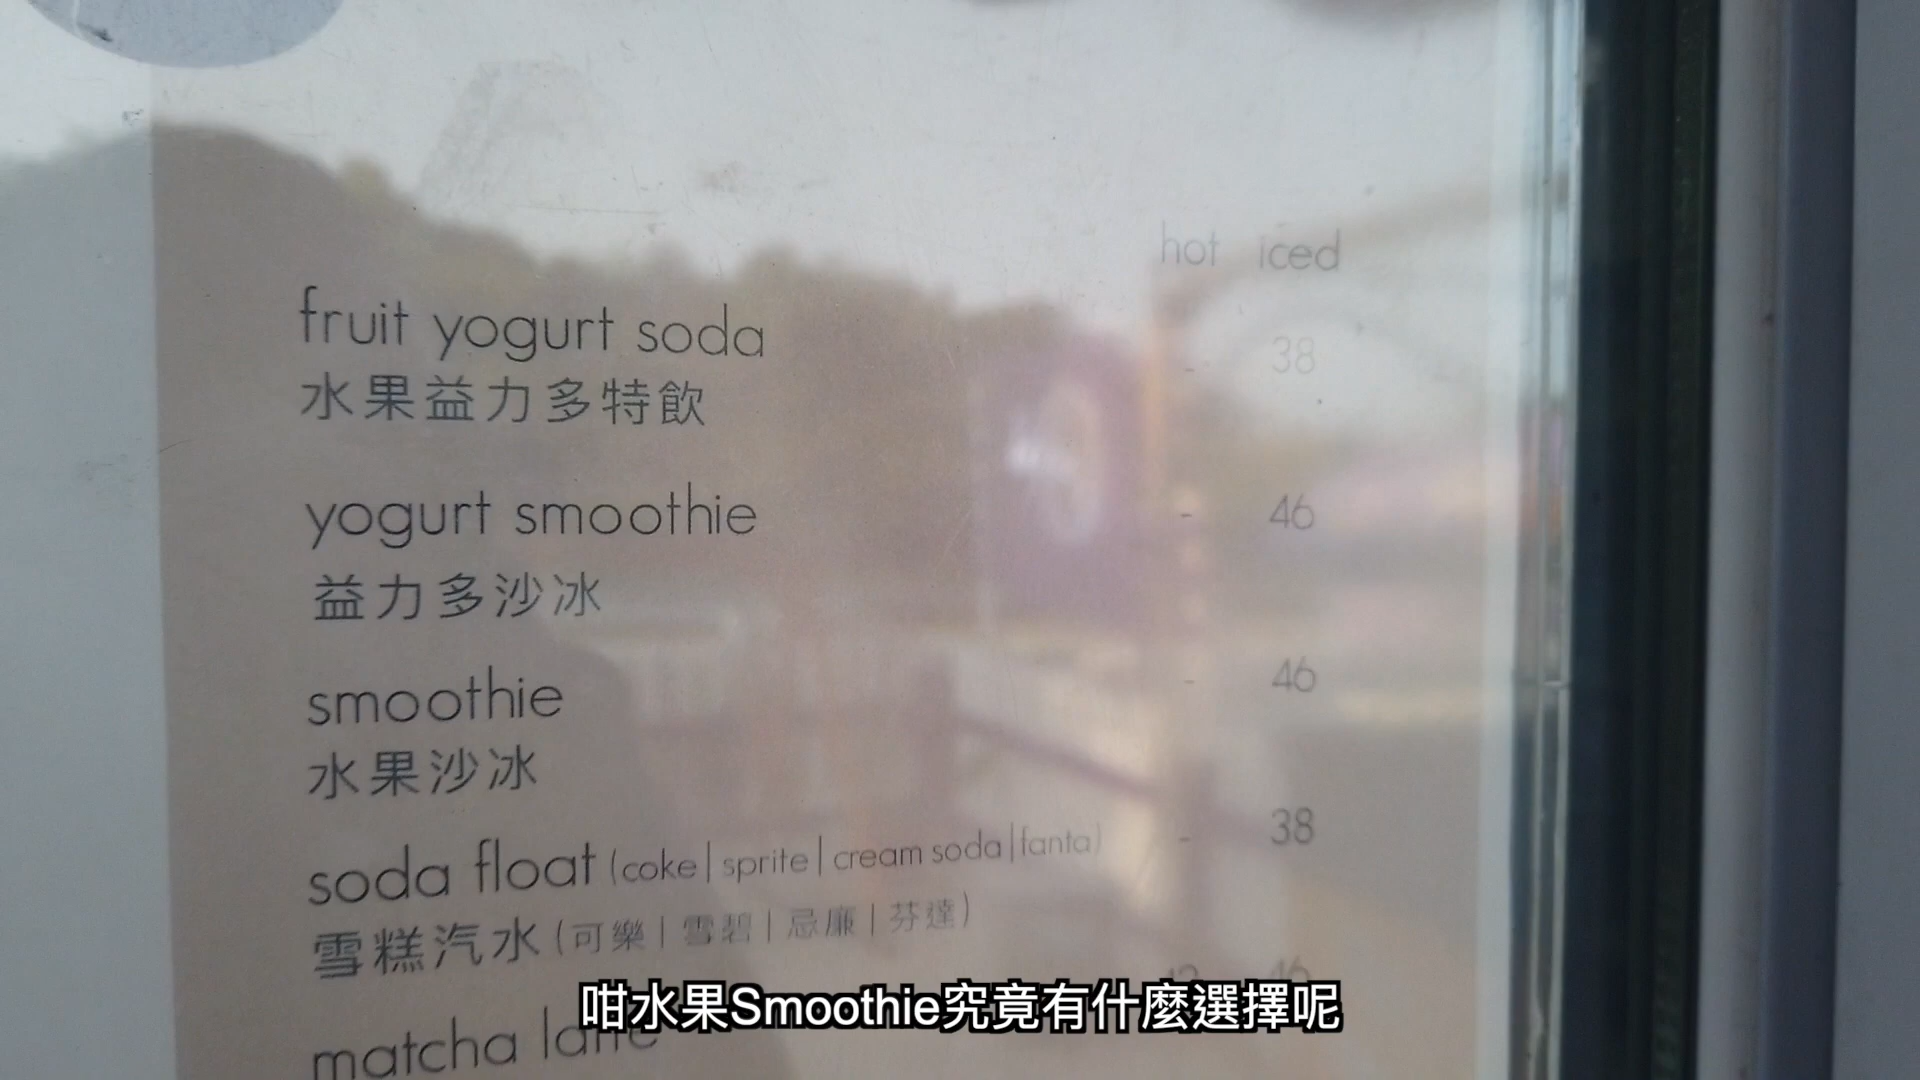 hot iced
fruit yogurt soda - 38
水果益力多特飲
yogurt smoothie - 46
益力多沙冰
smoothie - 46
水果沙冰
soda float (coke|sprite|cream soda|fanta) - 38
雪糕汽水(可樂|雪碧|忌廉|芬達)
matcha latte 46
咁水果Smoothie究竟有什麼選擇呢